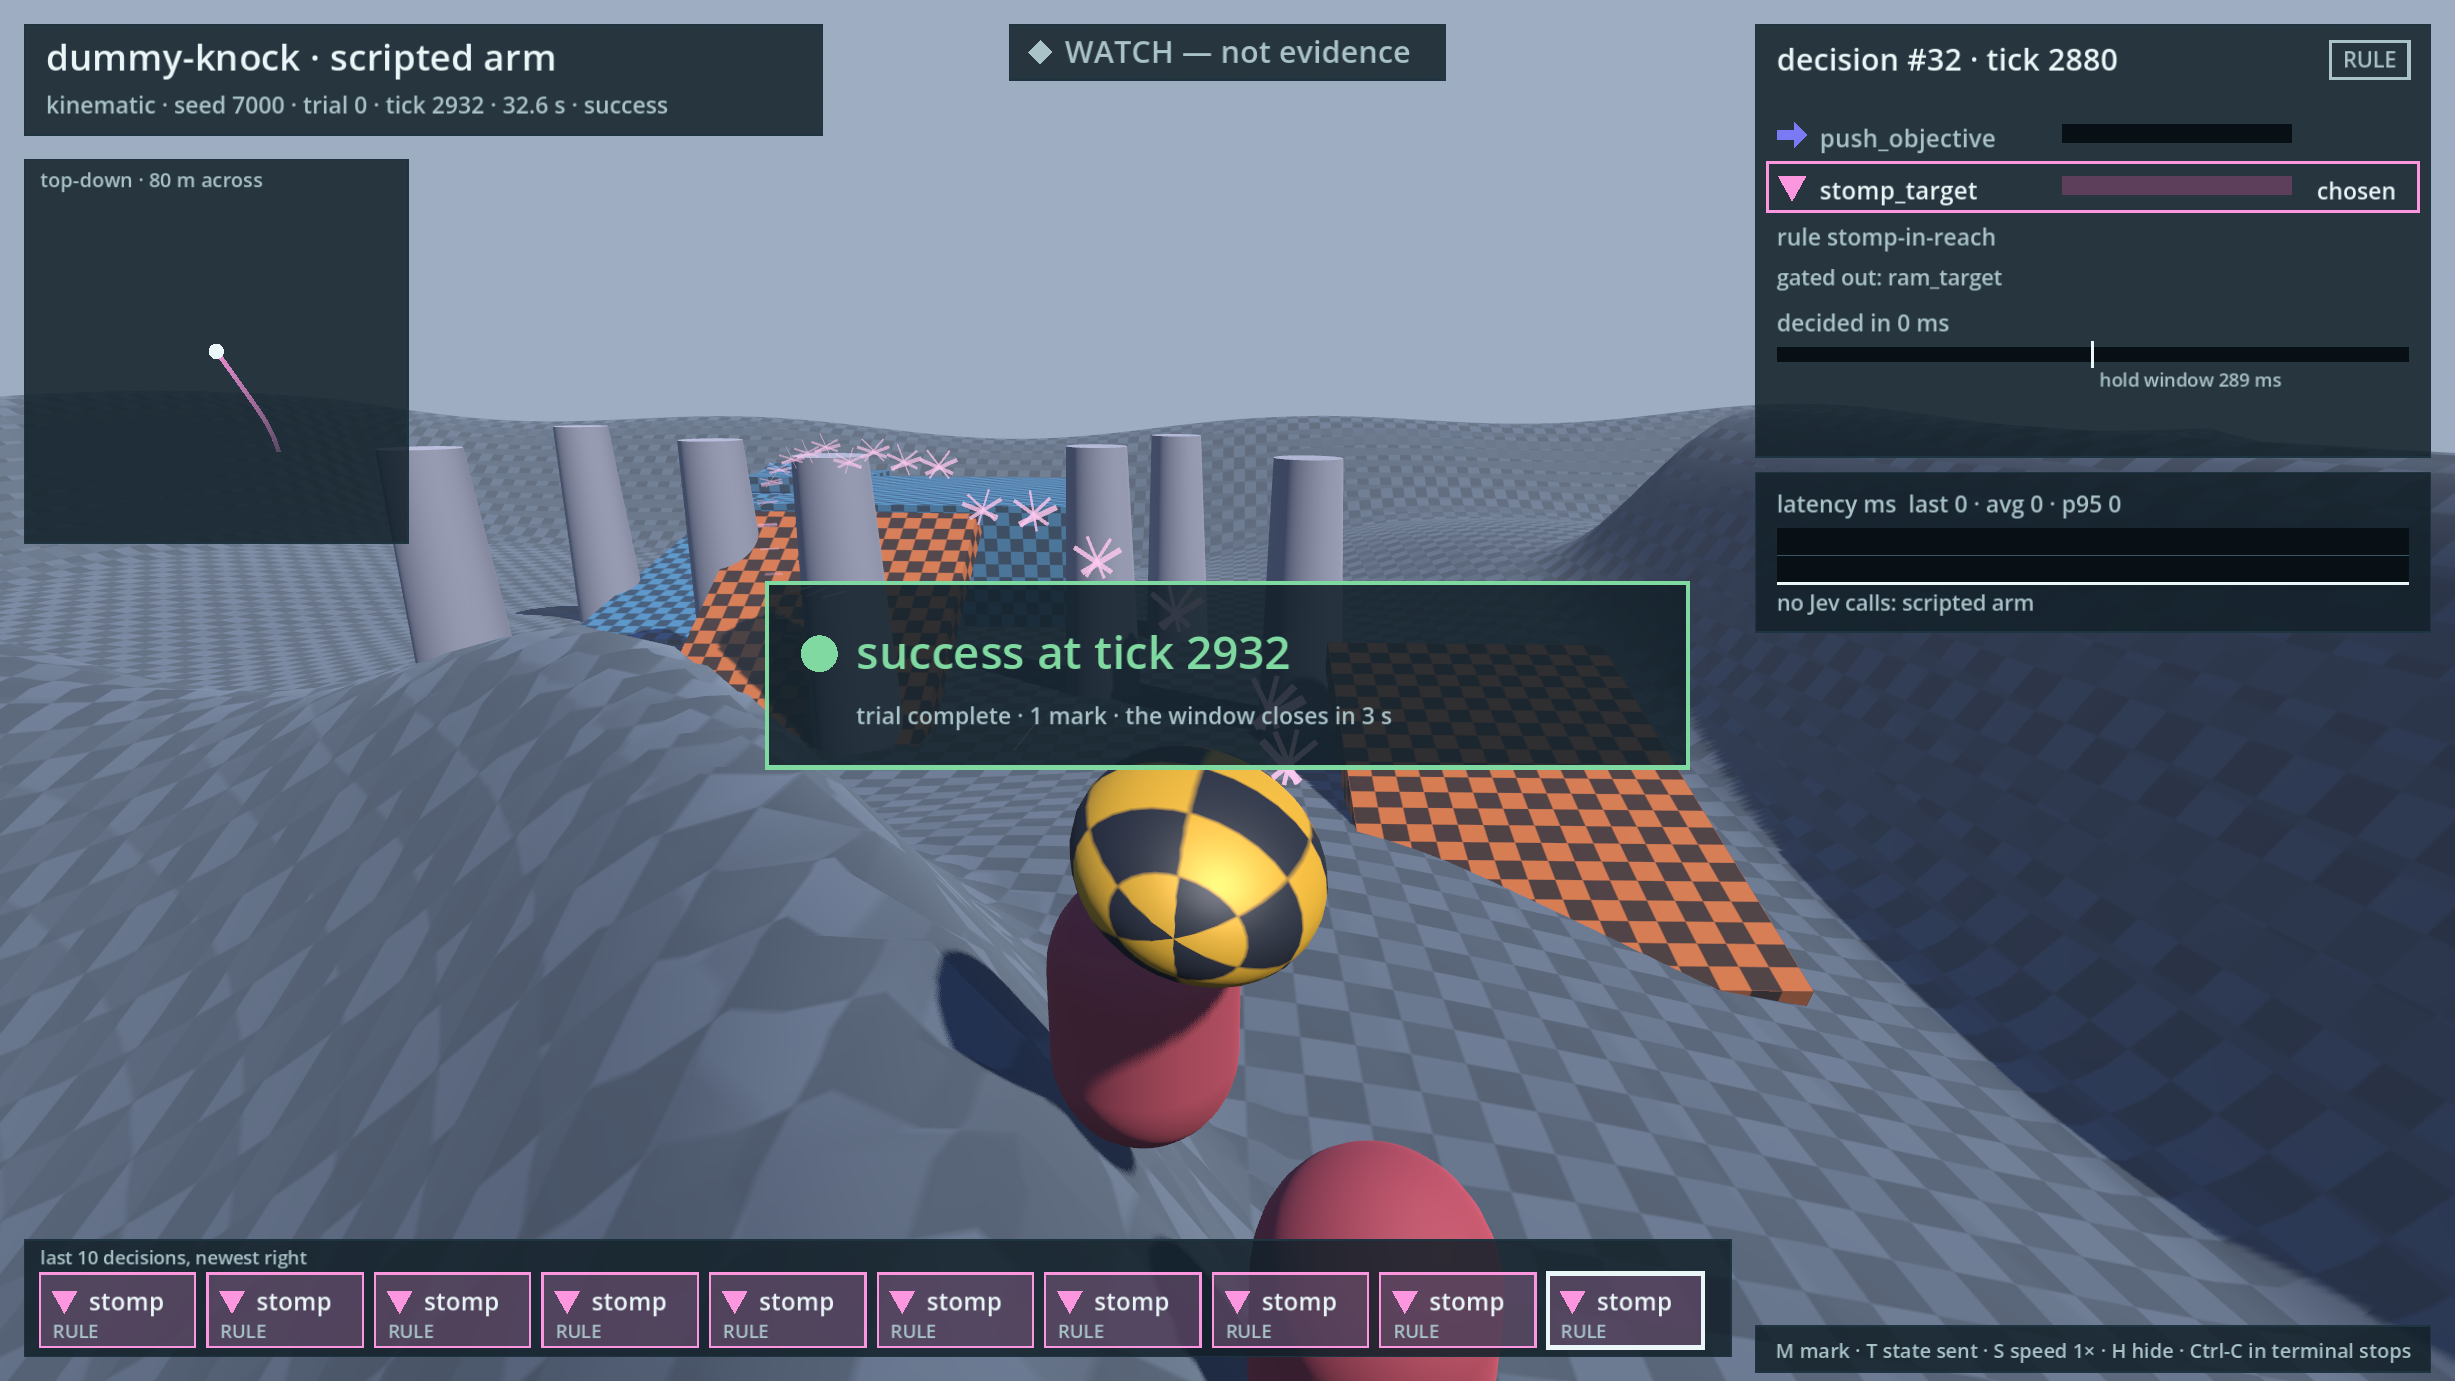 dummy-knock · scripted arm
kinematic · seed 7000 · trial 0 · tick 2932 · 32.6 s · success
WATCH — not evidence
top-down · 80 m across
decision #32 · tick 2880
RULE
push_objective
stomp_target
chosen
rule stomp-in-reach
gated out: ram_target
decided in 0 ms
hold window 289 ms
latency ms last 0 · avg 0 · p95 0
no Jev calls: scripted arm
success at tick 2932
trial complete · 1 mark · the window closes in 3 s
last 10 decisions, newest right
stomp stomp stomp stomp stomp stomp stomp stomp stomp stomp
RULE RULE RULE RULE RULE RULE RULE RULE RULE RULE
M mark · T state sent · S speed 1× · H hide · Ctrl-C in terminal stops